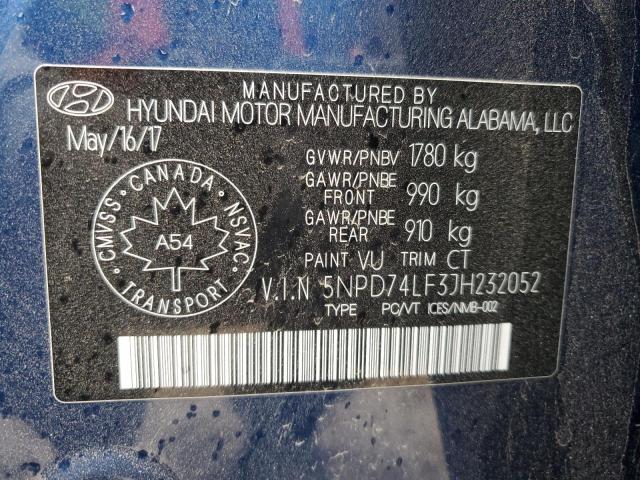 MANUFACTURED BY
HYUNDAI MOTOR MANUFACTURING ALABAMA, LLC
May/16/17
GVWR/PNBV 1780 kg
GAWR/PNBE
FRONT 990 kg
GAWR/PNBE
REAR 910 kg
PAINT VU TRIM CT
CANADA
CMVSS
NSVAC
A54
TRANSPORT
V.I.N 5NPD74LF3JH232052
TYPE PC/VT ICES/NMB-002